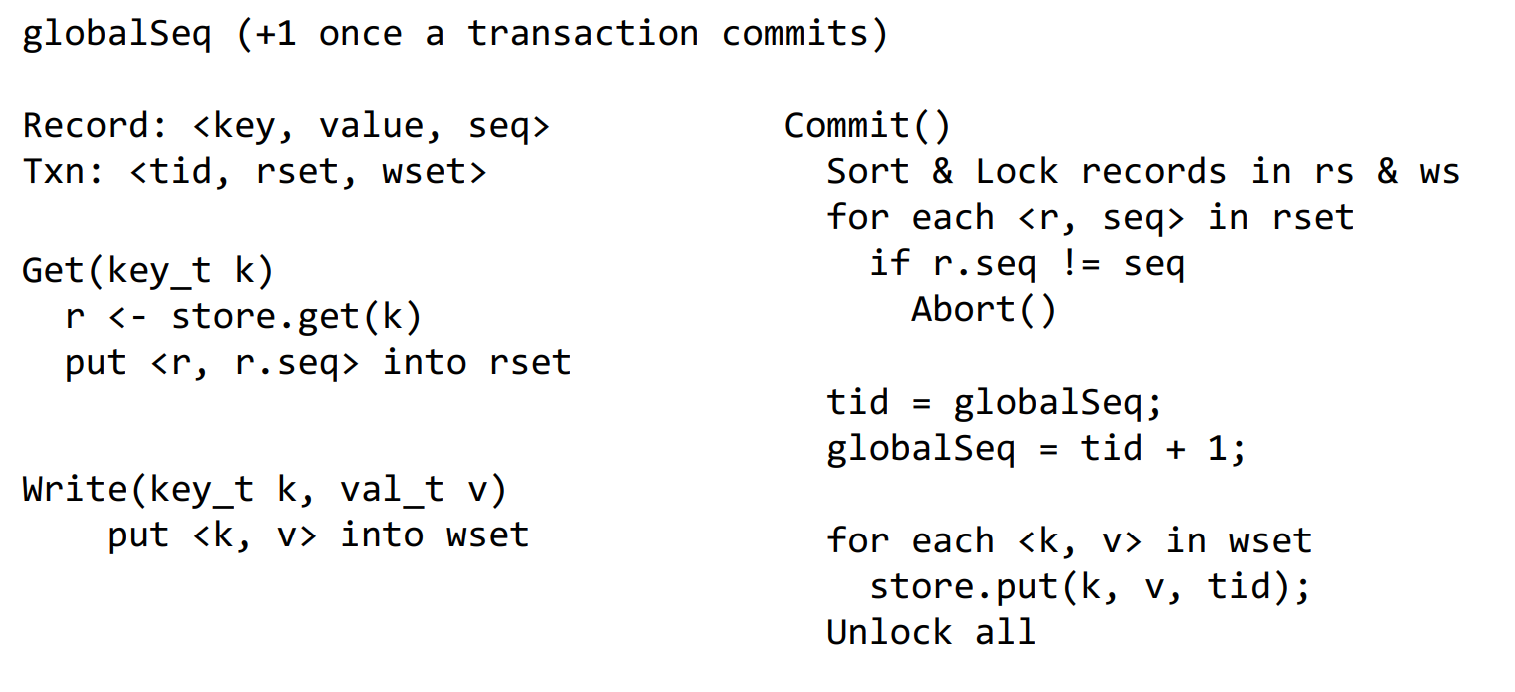 globalSeq (+1 once a transaction commits)
Record: <key, value, seq>
Txn: <tid, rset, wset>
Get(key_t k)
r <- store.get(k)
put <r, r.seq> into rset
Write(key_t k, val_t v)
put <k, v> into wset
Commit()
Sort & Lock records in rs & ws
for each <r, seq> in rset
if r.seq != seq
Abort()
tid = globalSeq;
globalSeq = tid + 1;
for each <k, v> in wset
store.put(k, v, tid);
Unlock all